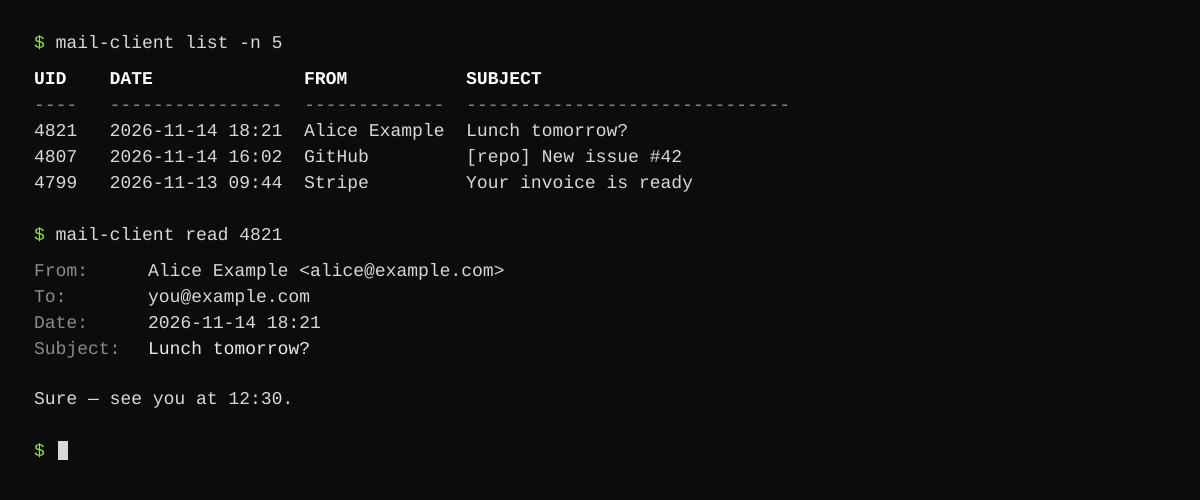 $ mail-client list -n 5
UID   DATE              FROM           SUBJECT
----  ----------------  -------------  ------------------------------
4821  2026-11-14 18:21  Alice Example  Lunch tomorrow?
4807  2026-11-14 16:02  GitHub         [repo] New issue #42
4799  2026-11-13 09:44  Stripe         Your invoice is ready
$ mail-client read 4821
From:     Alice Example <alice@example.com>
To:       you@example.com
Date:     2026-11-14 18:21
Subject:  Lunch tomorrow?
Sure — see you at 12:30.
$